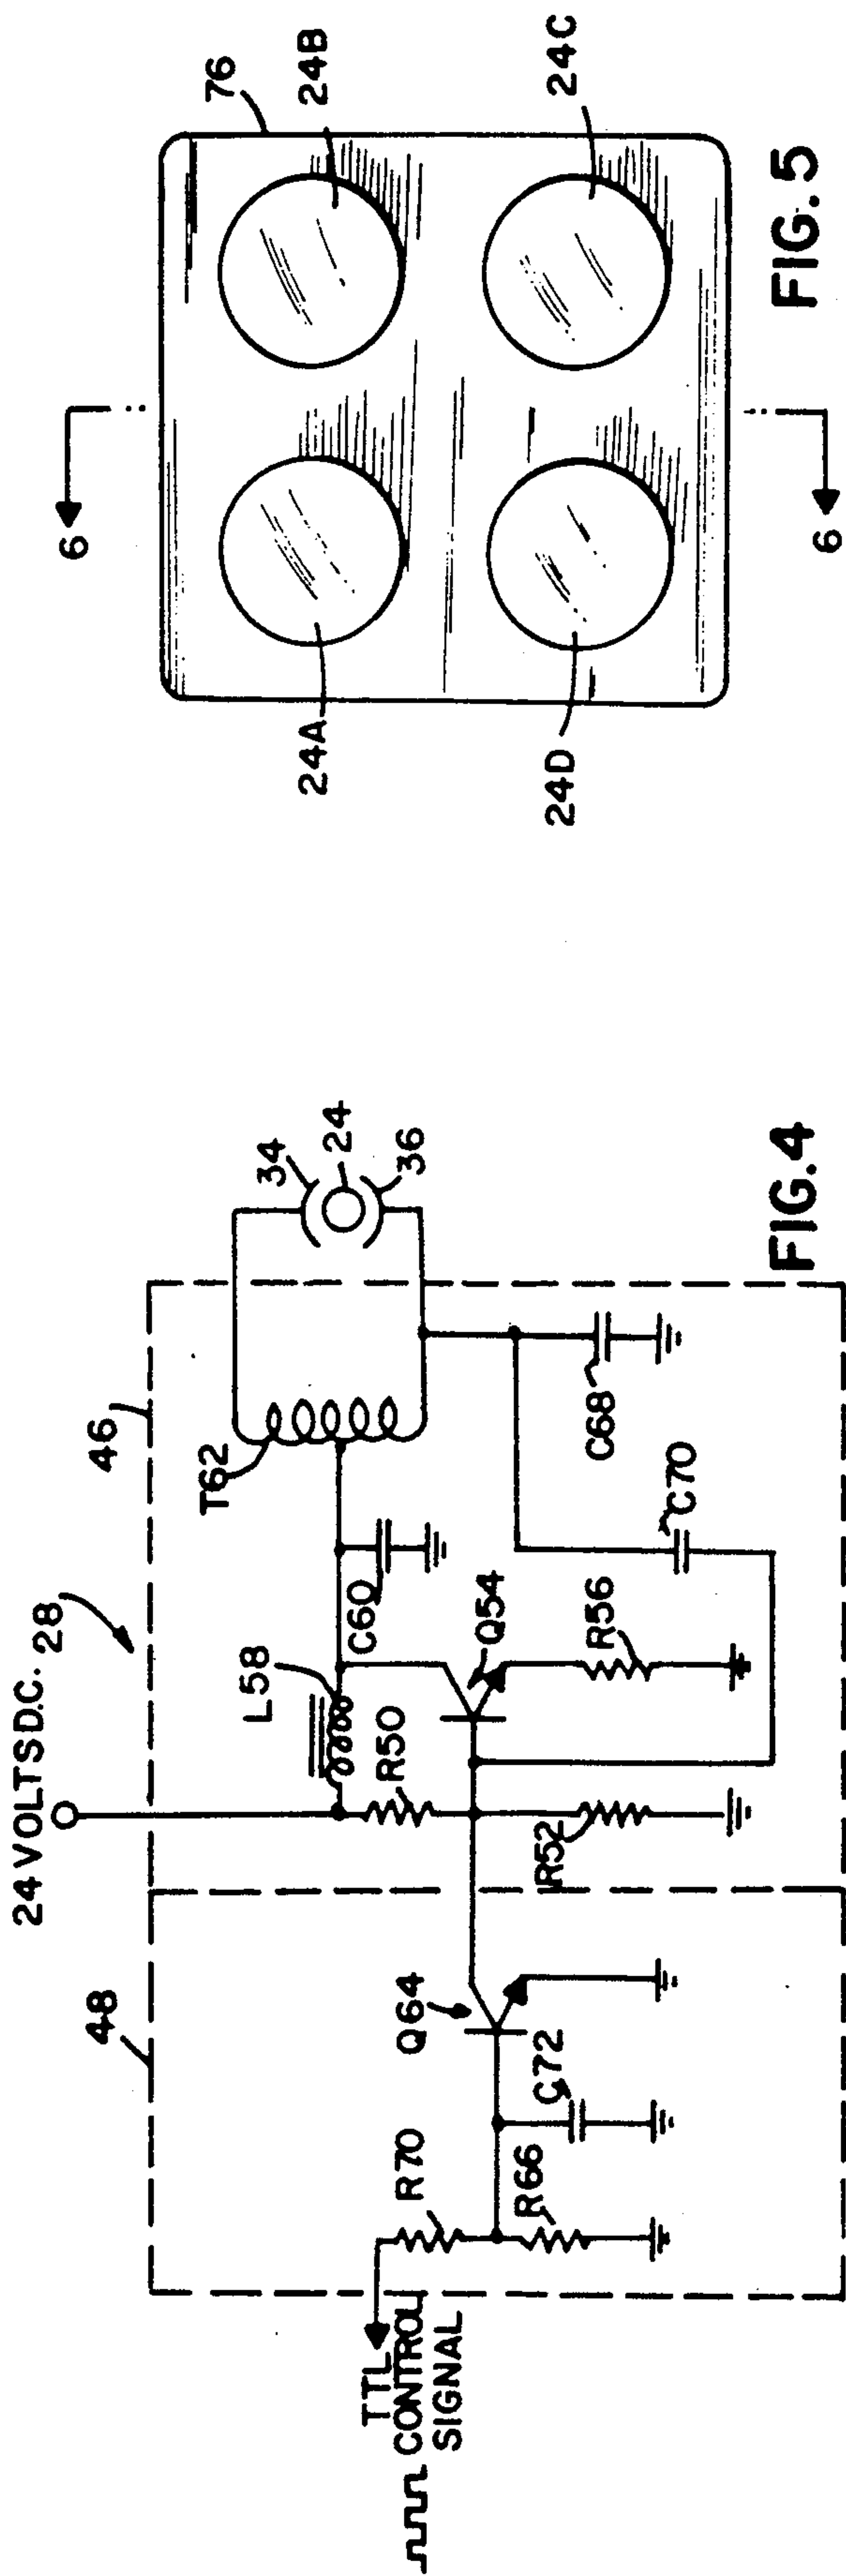 24 VOLTS D.C.
28
48
46
L58
T62
34
24
36
R50
C60
Q54
Q64
R70
R66
C72
R52
R56
C68
C70
TTL
CONTROL
SIGNAL
FIG. 4
6
6
76
24A
24B
24C
24D
FIG. 5